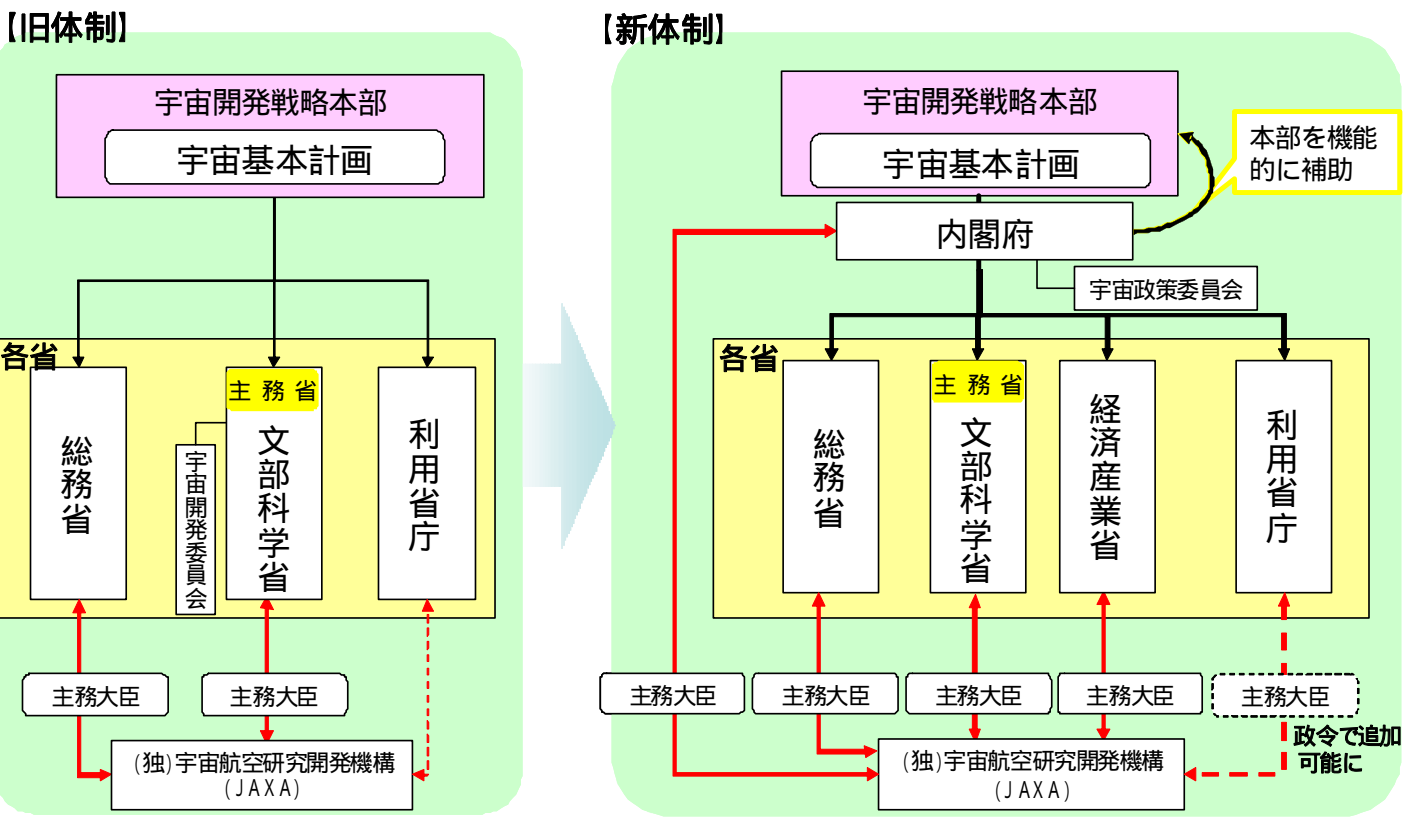 【旧体制】
宇宙開発戦略本部
宇宙基本計画
各省
総務省
宇宙開発委員会
主務省
文部科学省
利用省庁
主務大臣
主務大臣
(独)宇宙航空研究開発機構
(JAXA)
【新体制】
宇宙開発戦略本部
宇宙基本計画
本部を機能
的に補助
内閣府
宇宙政策委員会
各省
総務省
主務省
文部科学省
経済産業省
利用省庁
主務大臣
主務大臣
主務大臣
主務大臣
主務大臣
政令で追加
可能に
(独)宇宙航空研究開発機構
(JAXA)